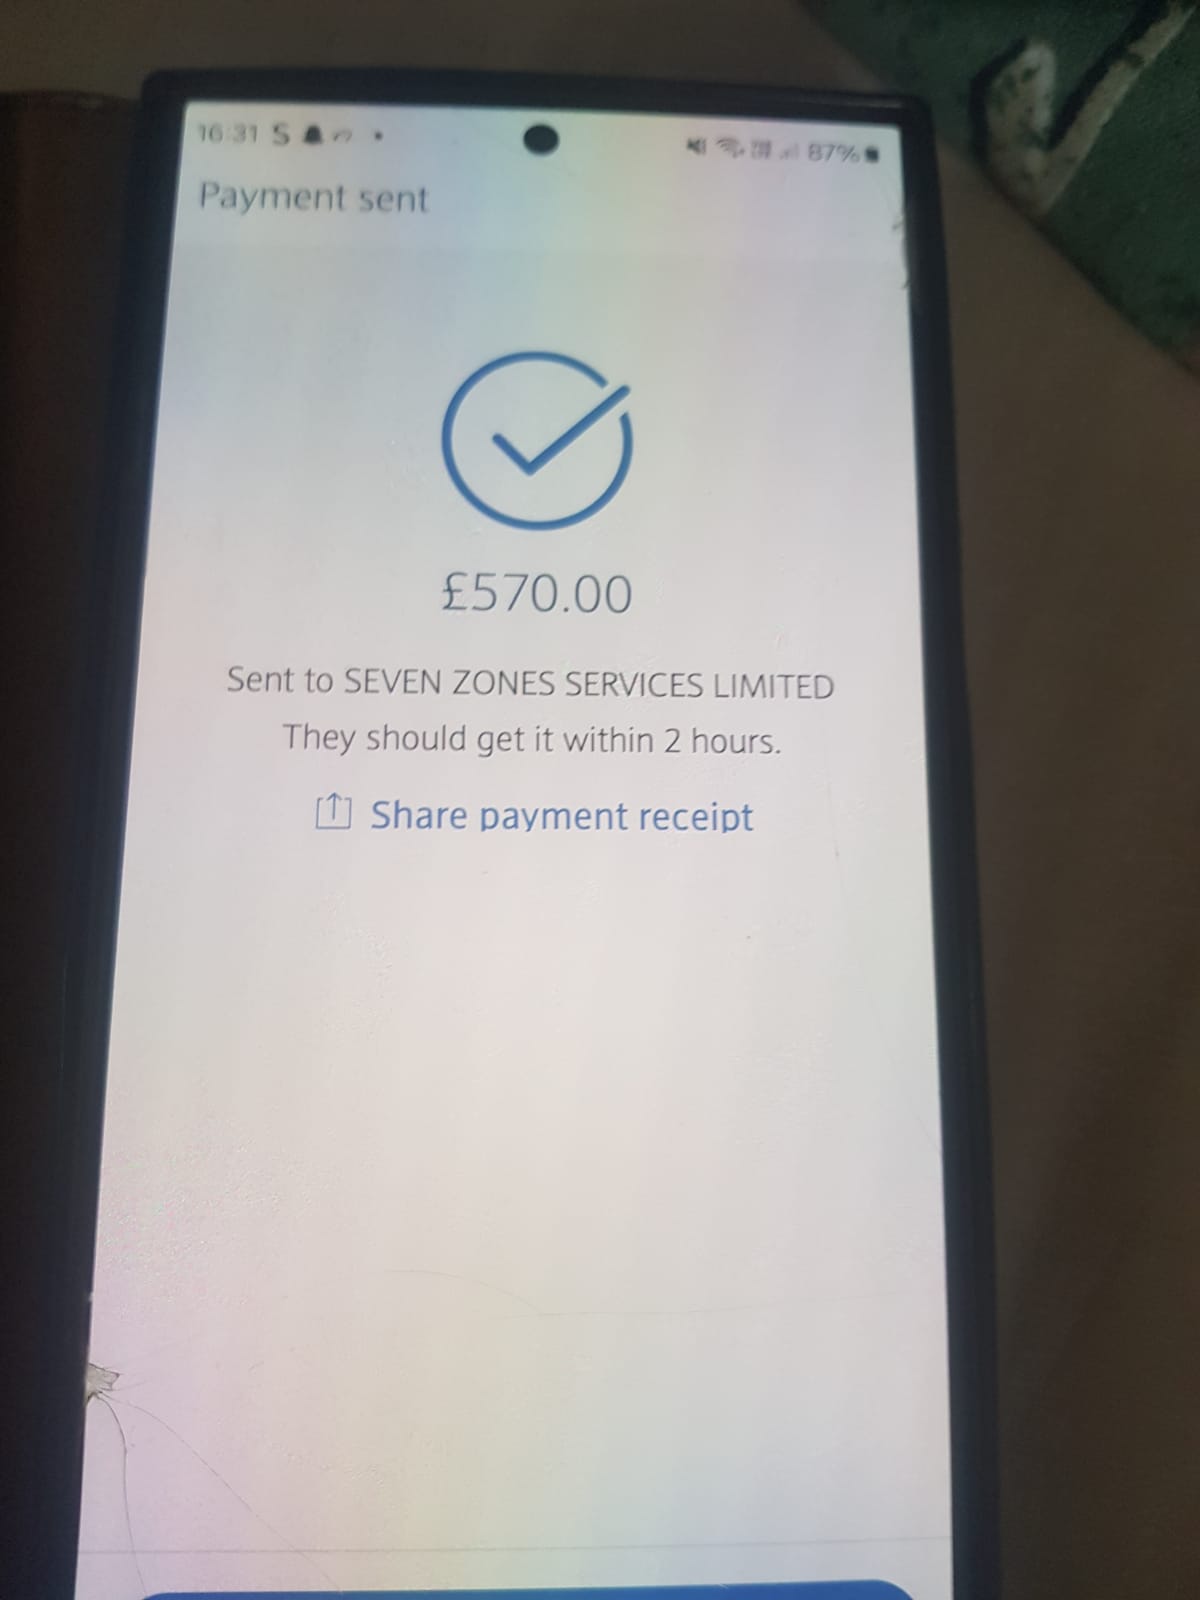 16:31 S
87%
Payment sent
£570.00
Sent to SEVEN ZONES SERVICES LIMITED
They should get it within 2 hours.
Share payment receipt